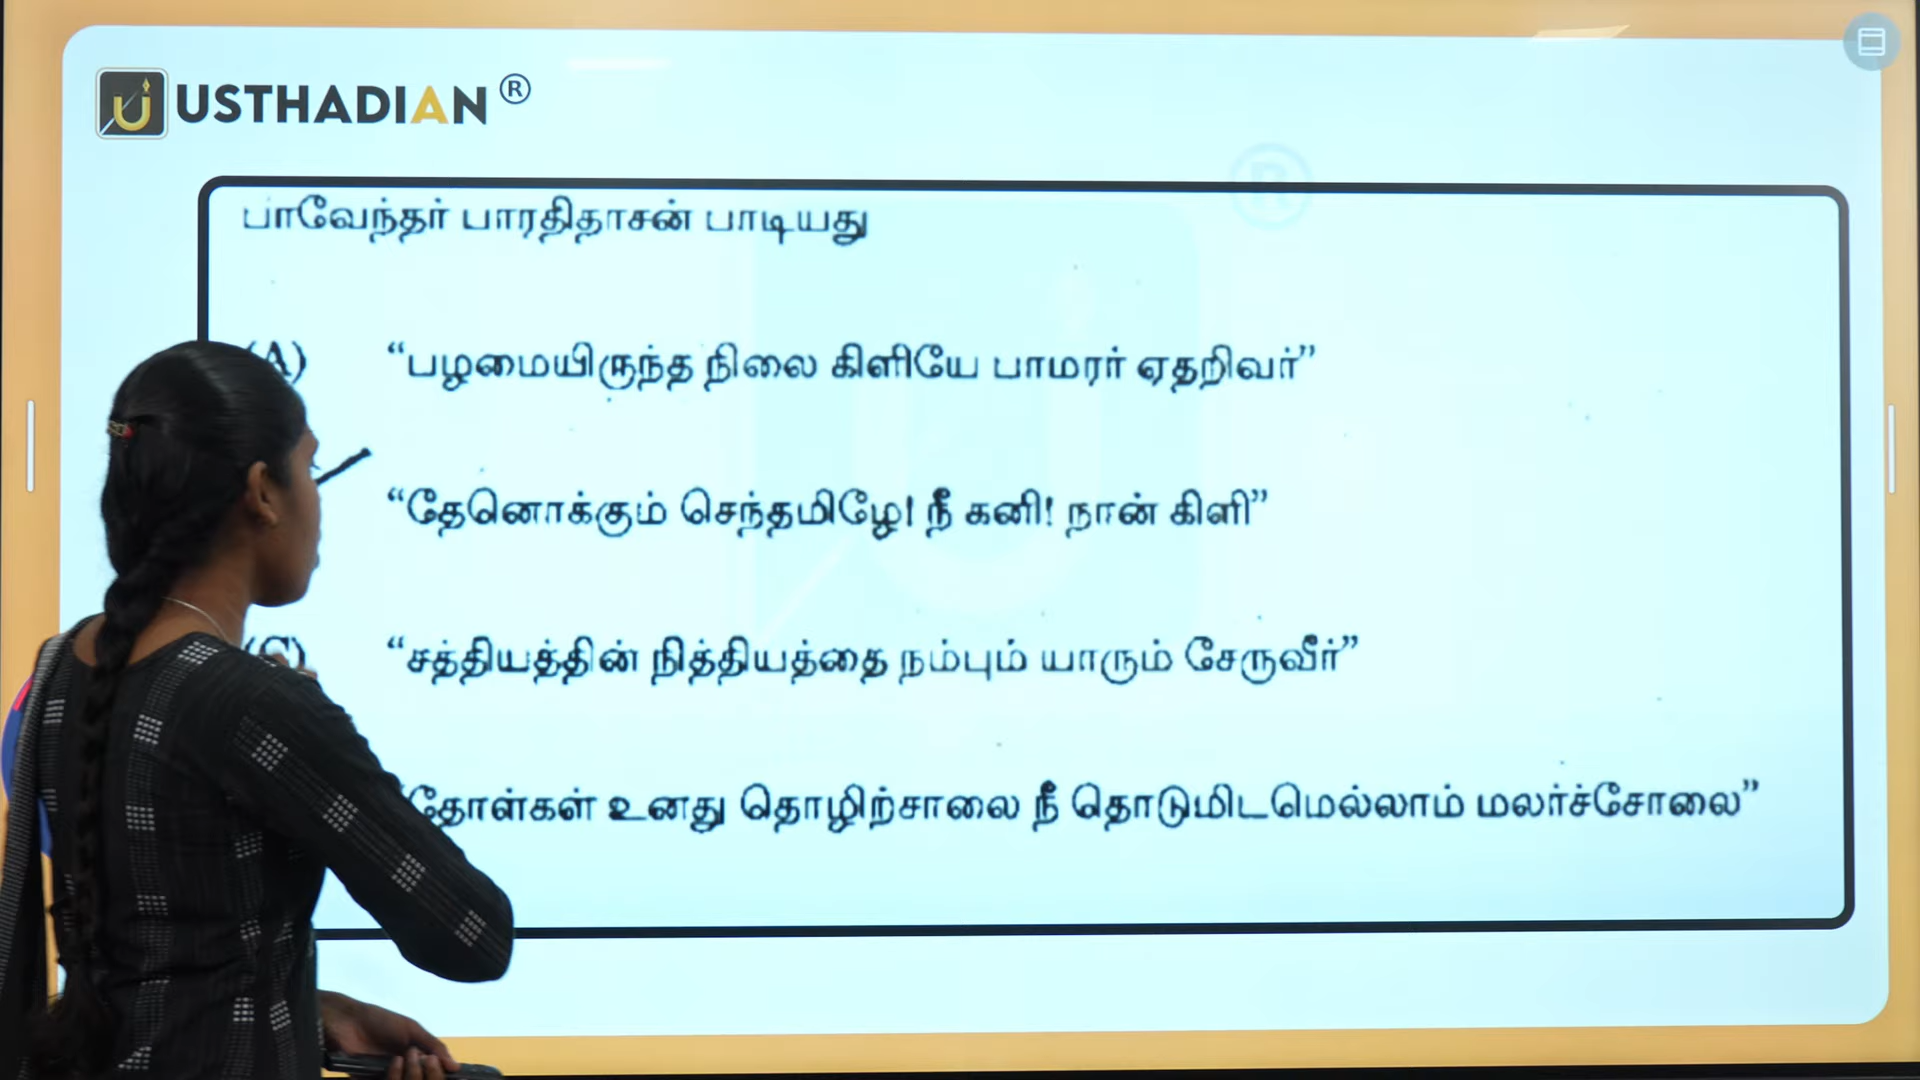 USTHADIAN ®
பாவேந்தர் பாரதிதாசன் பாடியது
(A) “பழமையிருந்த நிலை கிளியே பாமரர் ஏதறிவர்”
“தேனொக்கும் செந்தமிழே! நீ கனி! நான் கிளி”
(C) “சத்தியத்தின் நித்தியத்தை நம்பும் யாரும் சேருவீர்”
“தோள்கள் உனது தொழிற்சாலை நீ தொடுமிடமெல்லாம் மலர்ச்சோலை”